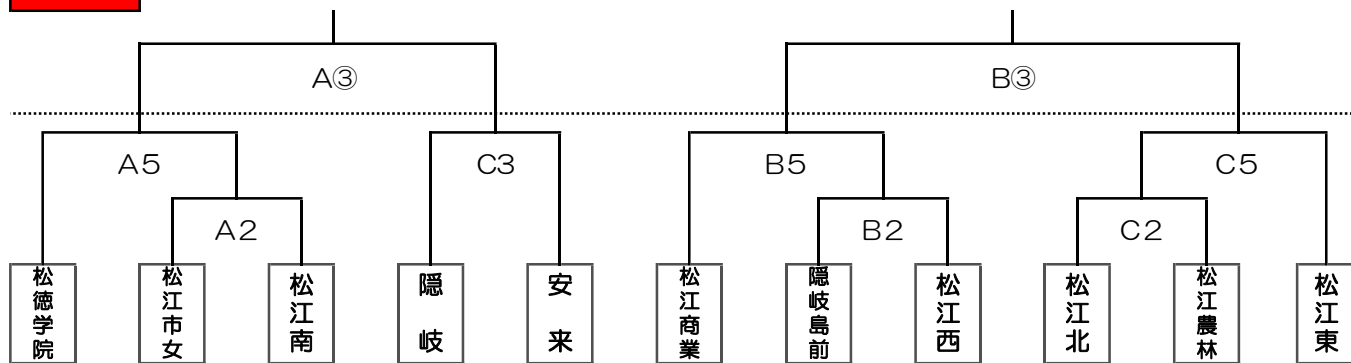 A③
B③
A5
C3
B5
C5
A2
B2
C2
松徳学院
松江市女
松江南
隠岐
安来
松江商業
隠岐島前
松江西
松江北
松江農林
松江東